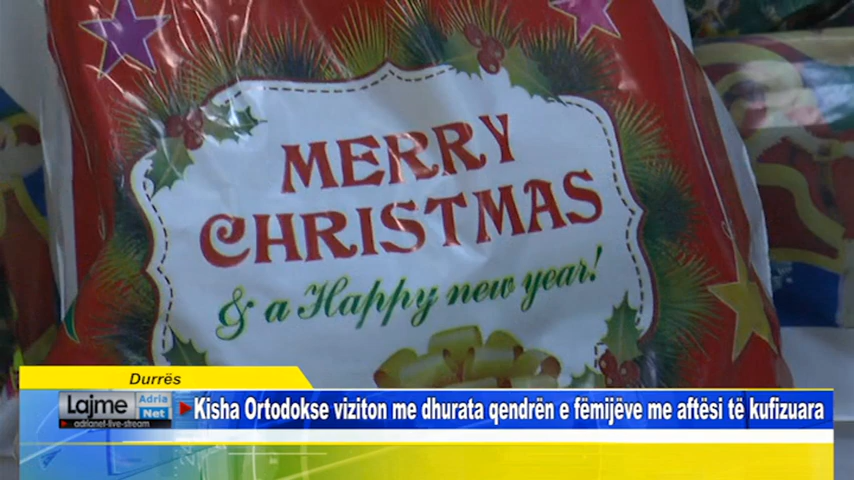 MERRY
CHRISTMAS
& a Happy new year!
Durrës
Lajme Adria Net
adrianet-live-stream
Kisha Ortodokse viziton me dhurata qendrën e fëmijëve me aftësi të kufizuara